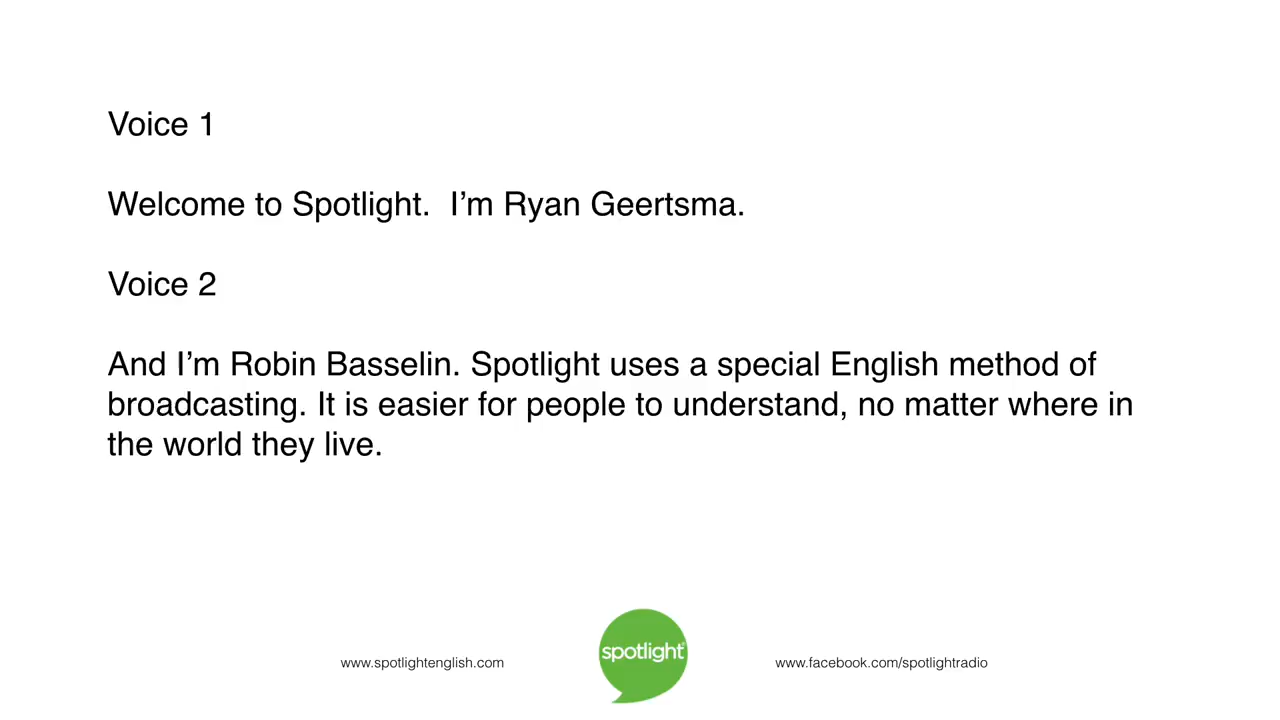 Voice 1
Welcome to Spotlight.  I’m Ryan Geertsma.
Voice 2
And I’m Robin Basselin. Spotlight uses a special English method of
broadcasting. It is easier for people to understand, no matter where in
the world they live.
www.spotlightenglish.com
spotlight
www.facebook.com/spotlightradio